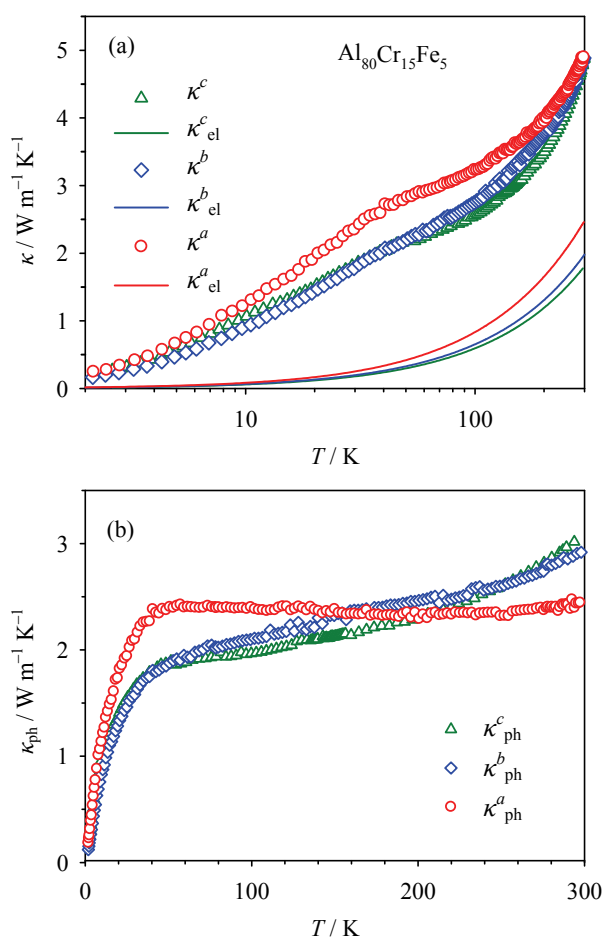 (a)
Al₈₀Cr₁₅Fe₅
κᶜ
κᶜₑₗ
κᵇ
κᵇₑₗ
κᵃ
κᵃₑₗ
5
4
3
2
1
0
κ / W m⁻¹ K⁻¹
10 100
T / K
(b)
3
2
1
0
κₚₕ / W m⁻¹ K⁻¹
κᶜₚₕ
κᵇₚₕ
κᵃₚₕ
0 100 200 300
T / K